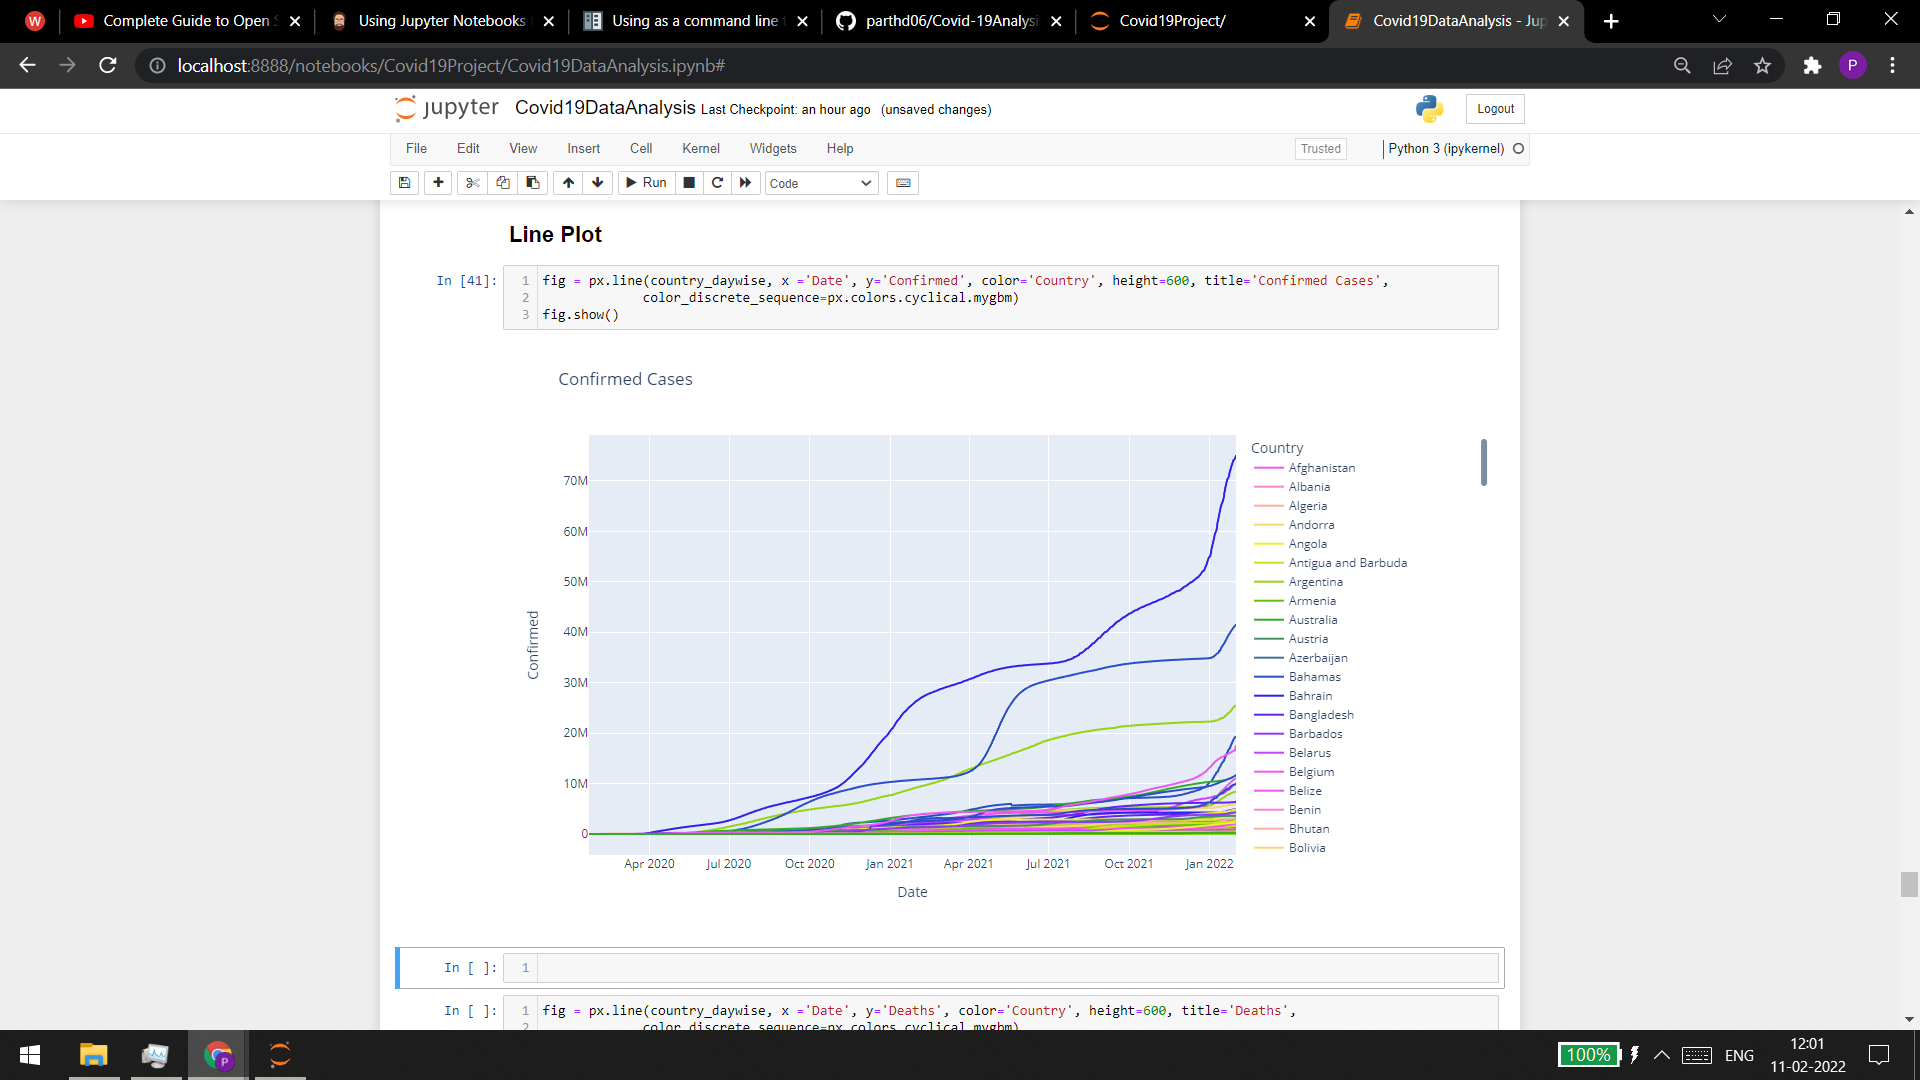 Complete Guide to Open S
Using Jupyter Notebooks
Using as a command line t
parthd06/Covid-19Analysi
Covid19Project/
Covid19DataAnalysis - Jup
localhost:8888/notebooks/Covid19Project/Covid19DataAnalysis.ipynb#
P
jupyter Covid19DataAnalysis Last Checkpoint: an hour ago (unsaved changes)
Logout
File Edit View Insert Cell Kernel Widgets Help
Trusted
Python 3 (ipykernel)
Run
Code
Line Plot
In [41]:
1 fig = px.line(country_daywise, x ='Date', y='Confirmed', color='Country', height=600, title='Confirmed Cases',
2 color_discrete_sequence=px.colors.cyclical.mygbm)
3 fig.show()
Confirmed Cases
70M
60M
50M
40M
30M
20M
10M
0
Confirmed
Apr 2020 Jul 2020 Oct 2020 Jan 2021 Apr 2021 Jul 2021 Oct 2021 Jan 2022
Date
Country
Afghanistan
Albania
Algeria
Andorra
Angola
Antigua and Barbuda
Argentina
Armenia
Australia
Austria
Azerbaijan
Bahamas
Bahrain
Bangladesh
Barbados
Belarus
Belgium
Belize
Benin
Bhutan
Bolivia
In [ ]:
1
In [ ]:
1 fig = px.line(country_daywise, x ='Date', y='Deaths', color='Country', height=600, title='Deaths',
2 color_discrete_sequence=px.colors.cyclical.mygbm)
100%
ENG
12:01
11-02-2022